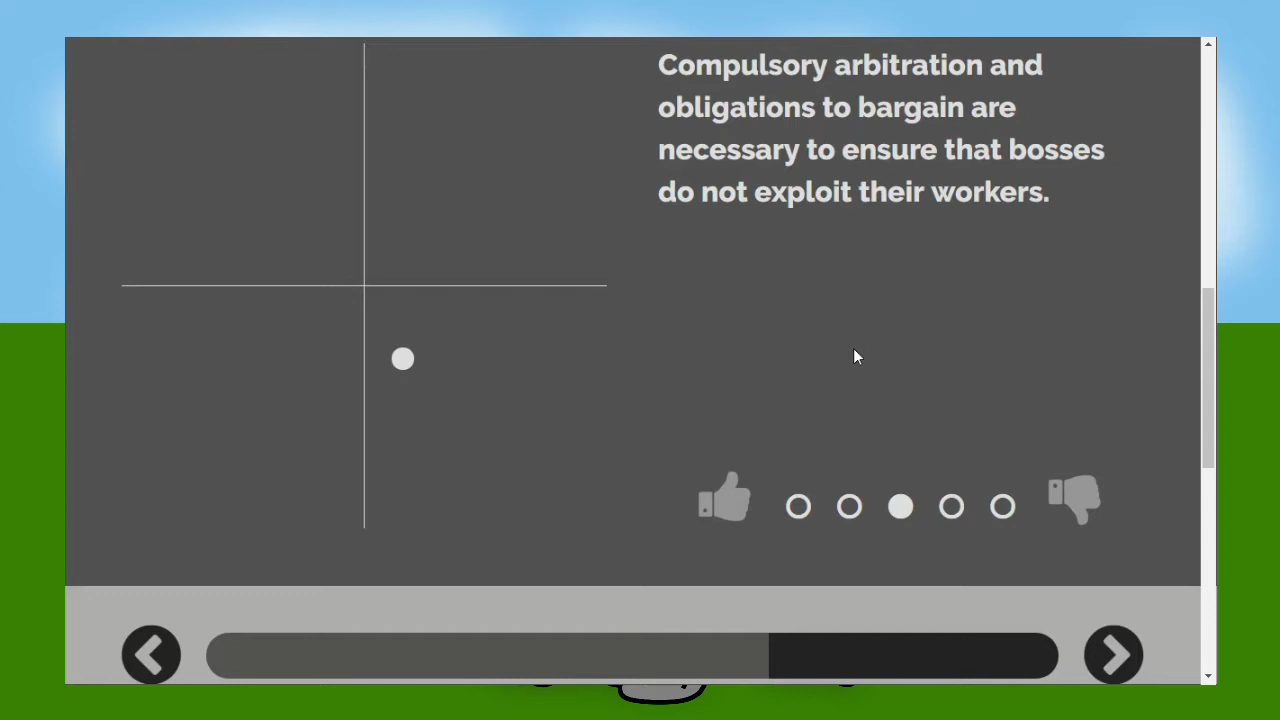 Compulsory arbitration and
obligations to bargain are
necessary to ensure that bosses
do not exploit their workers.